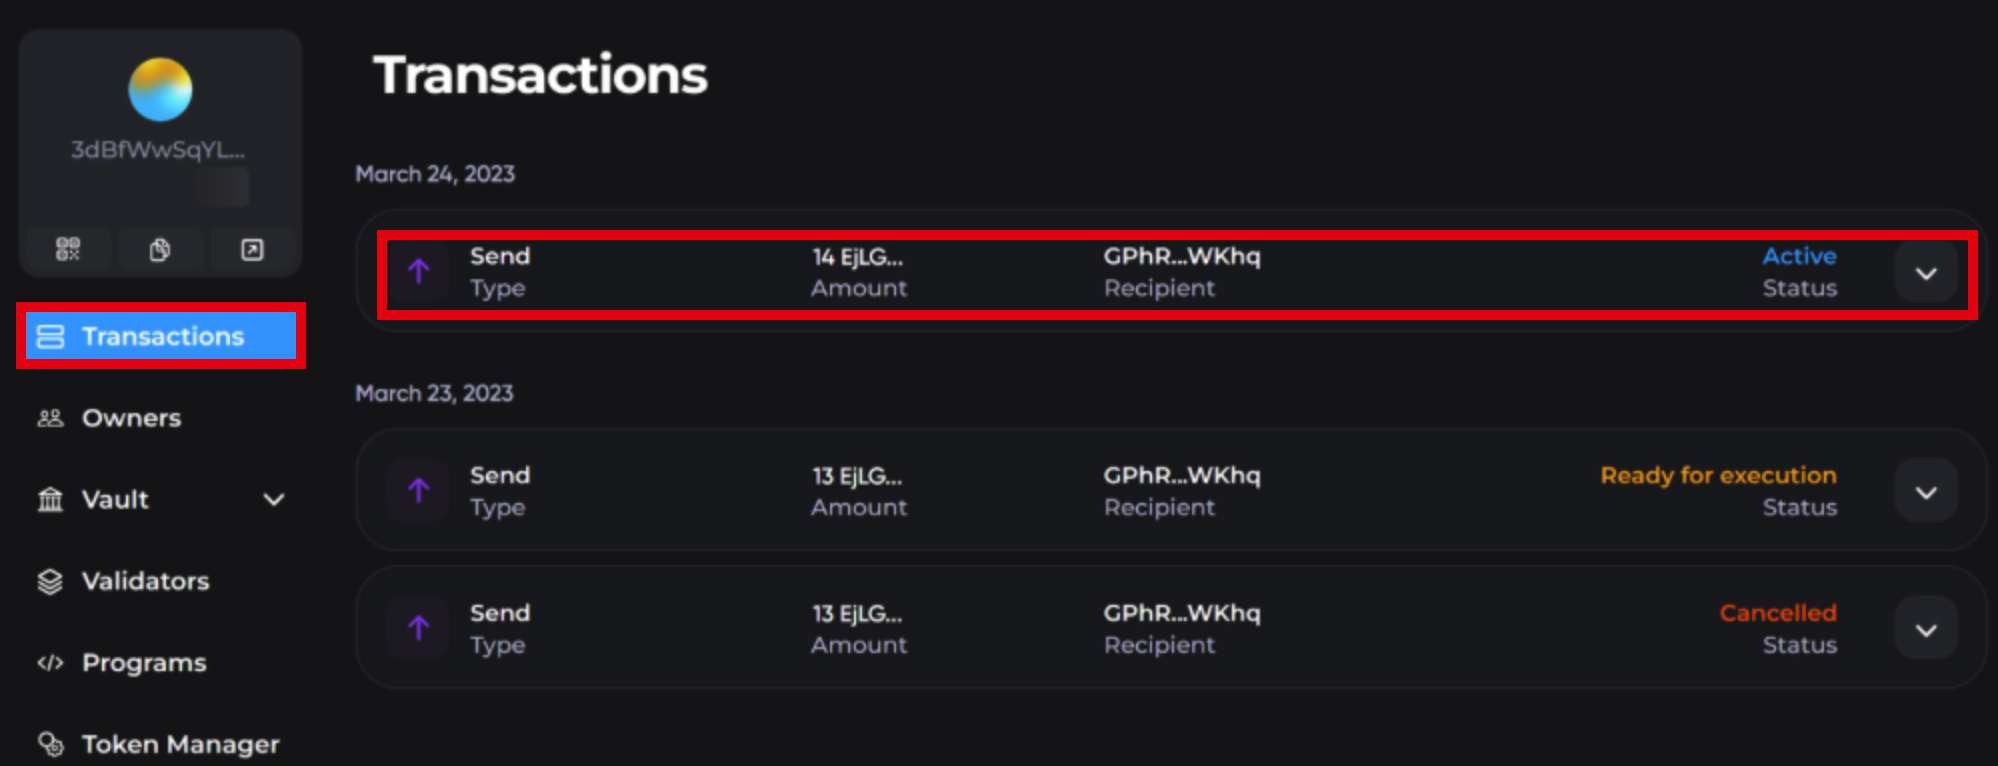 3dBfWwSqYL...
Transactions
Owners
Vault
Validators
Programs
Token Manager
Transactions
March 24, 2023
Send 14 EjLG... GPhR...WKhq Active
Type Amount Recipient Status
March 23, 2023
Send 13 EjLG... GPhR...WKhq Ready for execution
Type Amount Recipient Status
Send 13 EjLG... GPhR...WKhq Cancelled
Type Amount Recipient Status